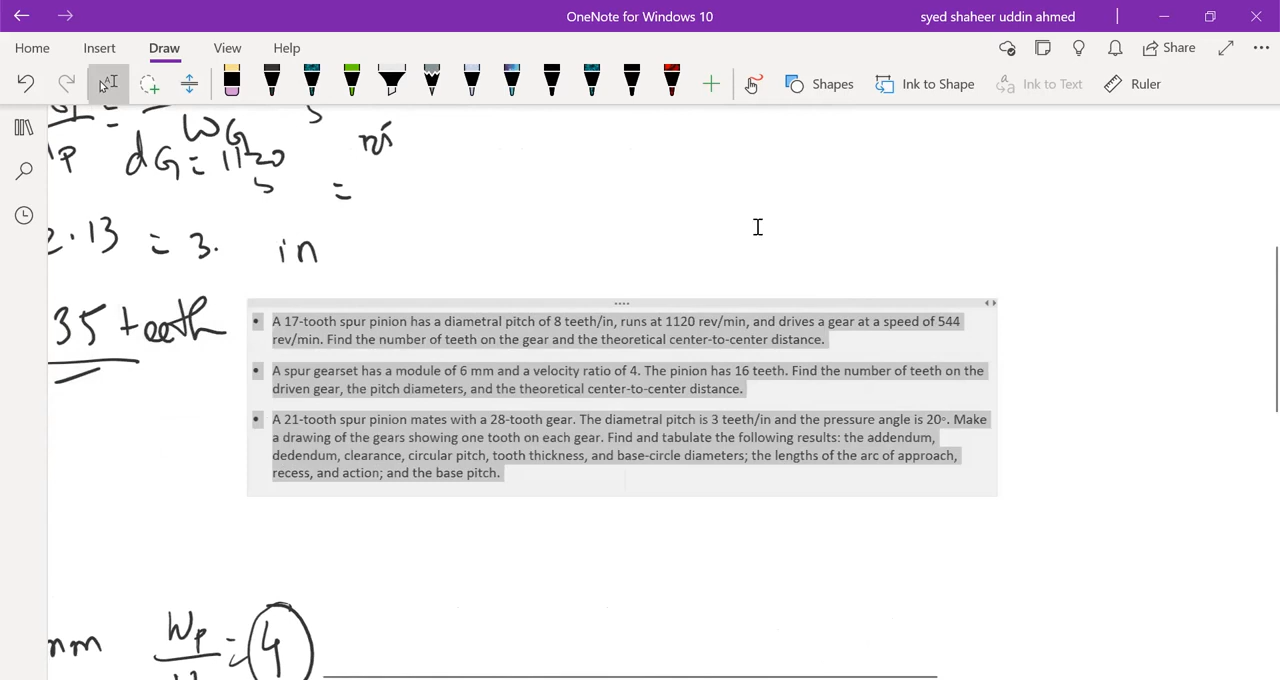 OneNote for Windows 10
syed shaheer uddin ahmed
Home Insert Draw View Help
Share
Shapes
Ink to Shape
Ink to Text
Ruler
WG
dG = 1120
=
2.13 = 3. in
35 teeth
• A 17-tooth spur pinion has a diametral pitch of 8 teeth/in, runs at 1120 rev/min, and drives a gear at a speed of 544
rev/min. Find the number of teeth on the gear and the theoretical center-to-center distance.
• A spur gearset has a module of 6 mm and a velocity ratio of 4. The pinion has 16 teeth. Find the number of teeth on the
driven gear, the pitch diameters, and the theoretical center-to-center distance.
• A 21-tooth spur pinion mates with a 28-tooth gear. The diametral pitch is 3 teeth/in and the pressure angle is 20◦. Make
a drawing of the gears showing one tooth on each gear. Find and tabulate the following results: the addendum,
dedendum, clearance, circular pitch, tooth thickness, and base-circle diameters; the lengths of the arc of approach,
recess, and action; and the base pitch.
mm Wp = 4